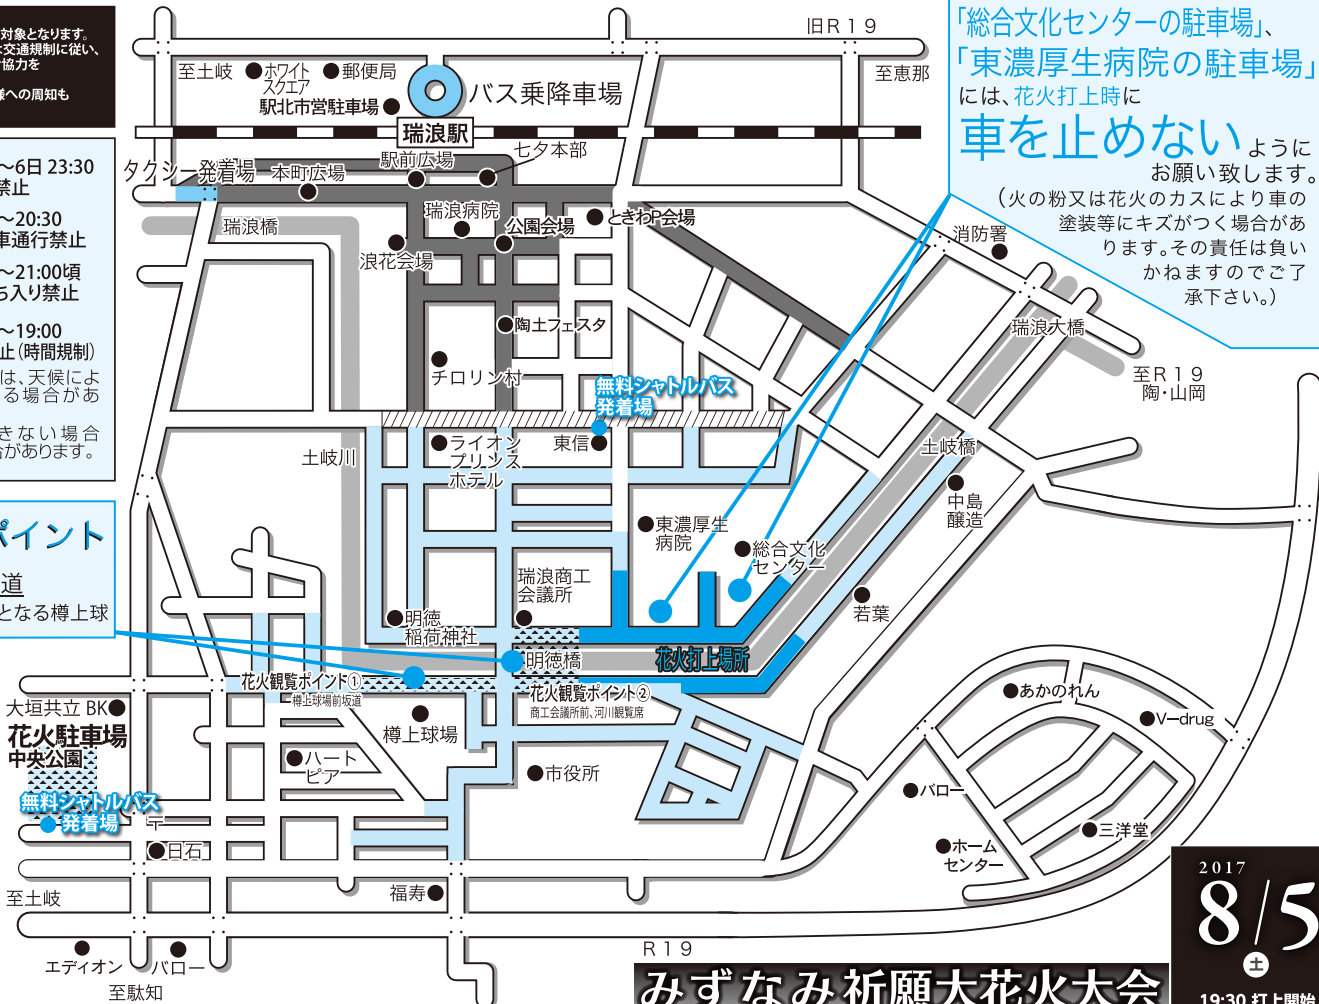 対象となります。
交通規制に従い、
協力を
様への周知も
～6日 23:30
禁止
～20:30
車通行禁止
～21:00頃
ち入り禁止
～19:00
止(時間規制)
は、天候によ
る場合があ
きない場合
合があります。
ポイント
道
となる樽上球
旧R19
至土岐
ホワイト
スクエア
郵便局
駅北市営駐車場
バス乗降車場
至恵那
瑞浪駅
タクシー発着場
本町広場
駅前広場
七夕本部
瑞浪橋
瑞浪病院
公園会場
ときわP会場
浪花会場
陶土フェスタ
チロリン村
無料シャトルバス
発着場
土岐川
ライオン
プリンス
ホテル
東信
消防署
瑞浪大橋
至R19
陶・山岡
土岐橋
中島
醸造
東濃厚生
病院
総合文化
センター
瑞浪商工
会議所
明徳
稲荷神社
若葉
明徳橋
花火打上場所
花火観覧ポイント①
樽上球場前坂道
花火観覧ポイント②
商工会議所前、河川観覧席
大垣共立 BK
花火駐車場
中央公園
樽上球場
ハート
ピア
市役所
無料シャトルバス
発着場
〒
日石
至土岐
福寿
エディオン
バロー
至駄知
R19
あかのれん
V-drug
バロー
三洋堂
ホーム
センター
「総合文化センターの駐車場」、
「東濃厚生病院の駐車場」
には、花火打上時に
車を止めないように
お願い致します。
(火の粉又は花火のカスにより車の
塗装等にキズがつく場合があ
ります。その責任は負い
かねますのでご了
承下さい。)
みずなみ祈願大花火大会
2017
8/5
土
19:30 打上開始